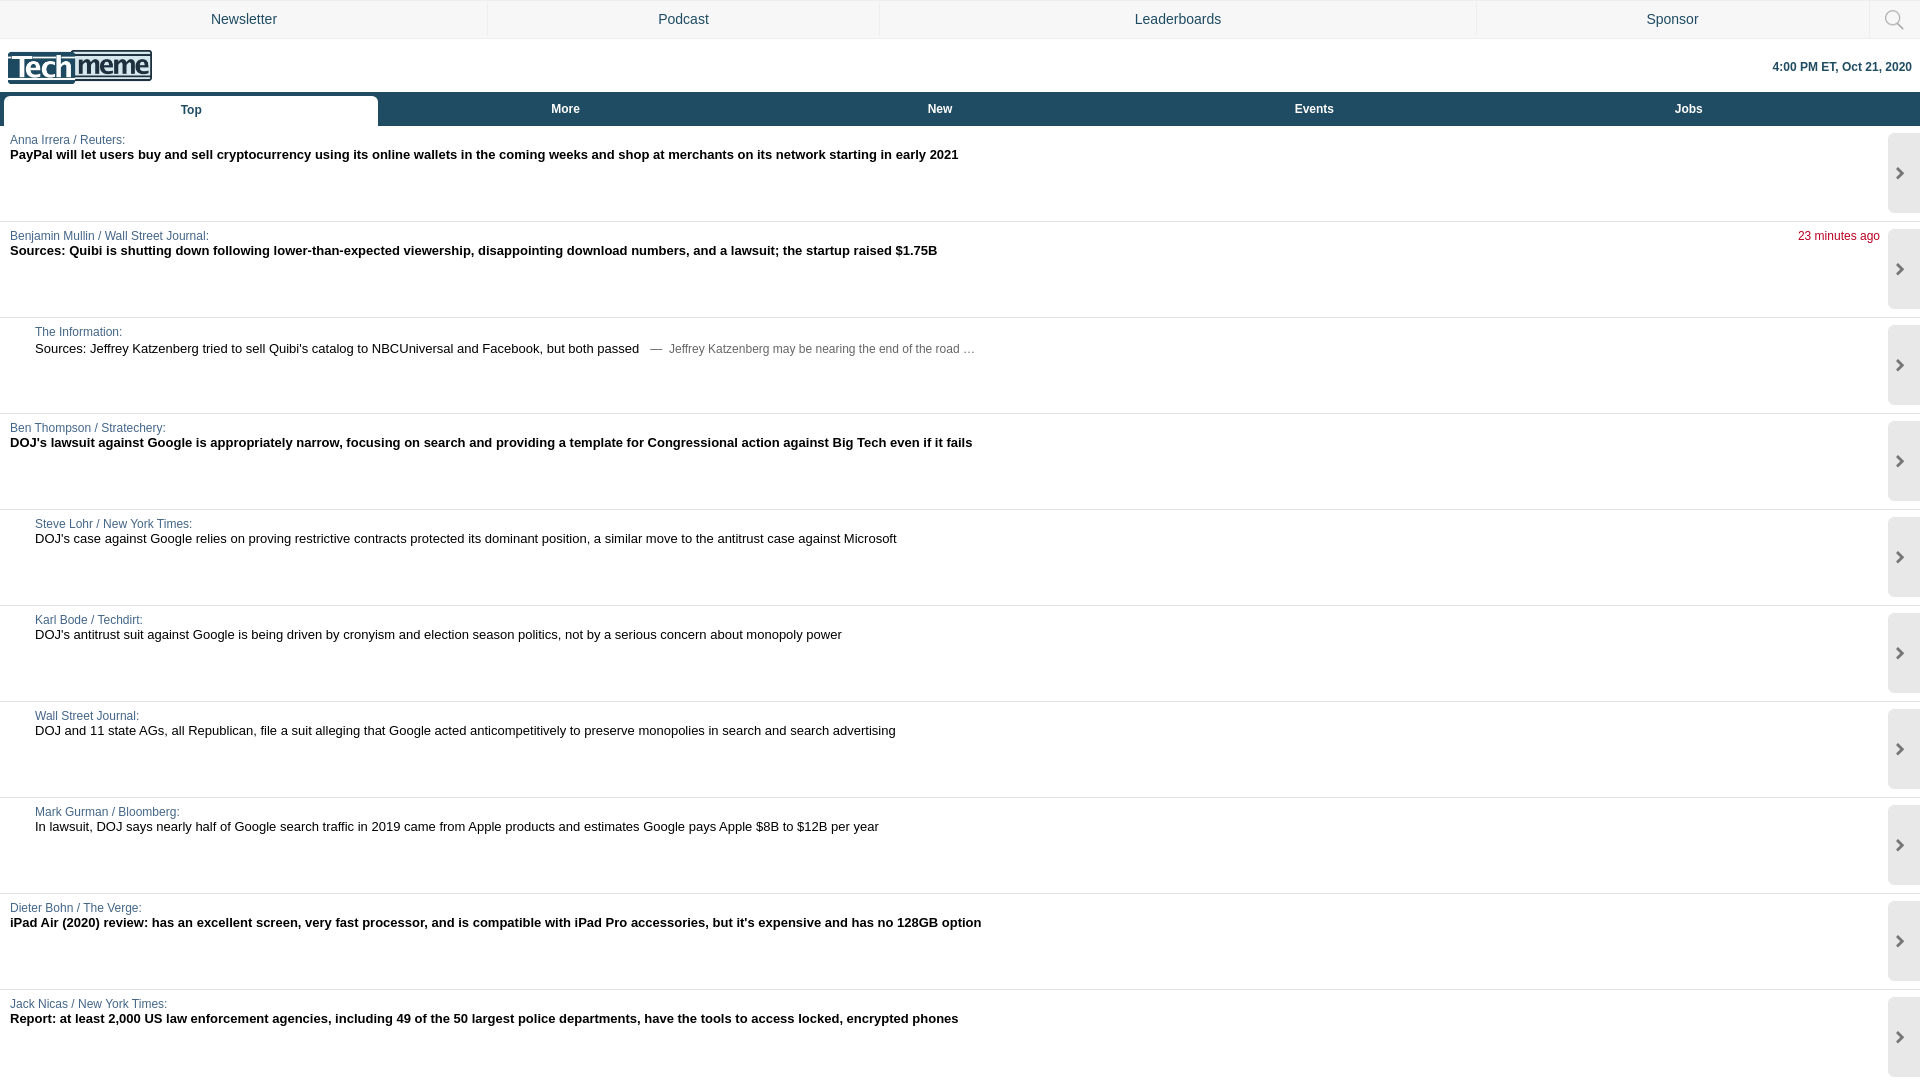 Newsletter
Podcast
Leaderboards
Sponsor
Techmeme
4:00 PM ET, Oct 21, 2020
Top
More
New
Events
Jobs
Anna Irrera / Reuters:
PayPal will let users buy and sell cryptocurrency using its online wallets in the coming weeks and shop at merchants on its network starting in early 2021
Benjamin Mullin / Wall Street Journal:
23 minutes ago
Sources: Quibi is shutting down following lower-than-expected viewership, disappointing download numbers, and a lawsuit; the startup raised $1.75B
The Information:
Sources: Jeffrey Katzenberg tried to sell Quibi's catalog to NBCUniversal and Facebook, but both passed — Jeffrey Katzenberg may be nearing the end of the road …
Ben Thompson / Stratechery:
DOJ's lawsuit against Google is appropriately narrow, focusing on search and providing a template for Congressional action against Big Tech even if it fails
Steve Lohr / New York Times:
DOJ's case against Google relies on proving restrictive contracts protected its dominant position, a similar move to the antitrust case against Microsoft
Karl Bode / Techdirt:
DOJ's antitrust suit against Google is being driven by cronyism and election season politics, not by a serious concern about monopoly power
Wall Street Journal:
DOJ and 11 state AGs, all Republican, file a suit alleging that Google acted anticompetitively to preserve monopolies in search and search advertising
Mark Gurman / Bloomberg:
In lawsuit, DOJ says nearly half of Google search traffic in 2019 came from Apple products and estimates Google pays Apple $8B to $12B per year
Dieter Bohn / The Verge:
iPad Air (2020) review: has an excellent screen, very fast processor, and is compatible with iPad Pro accessories, but it's expensive and has no 128GB option
Jack Nicas / New York Times:
Report: at least 2,000 US law enforcement agencies, including 49 of the 50 largest police departments, have the tools to access locked, encrypted phones